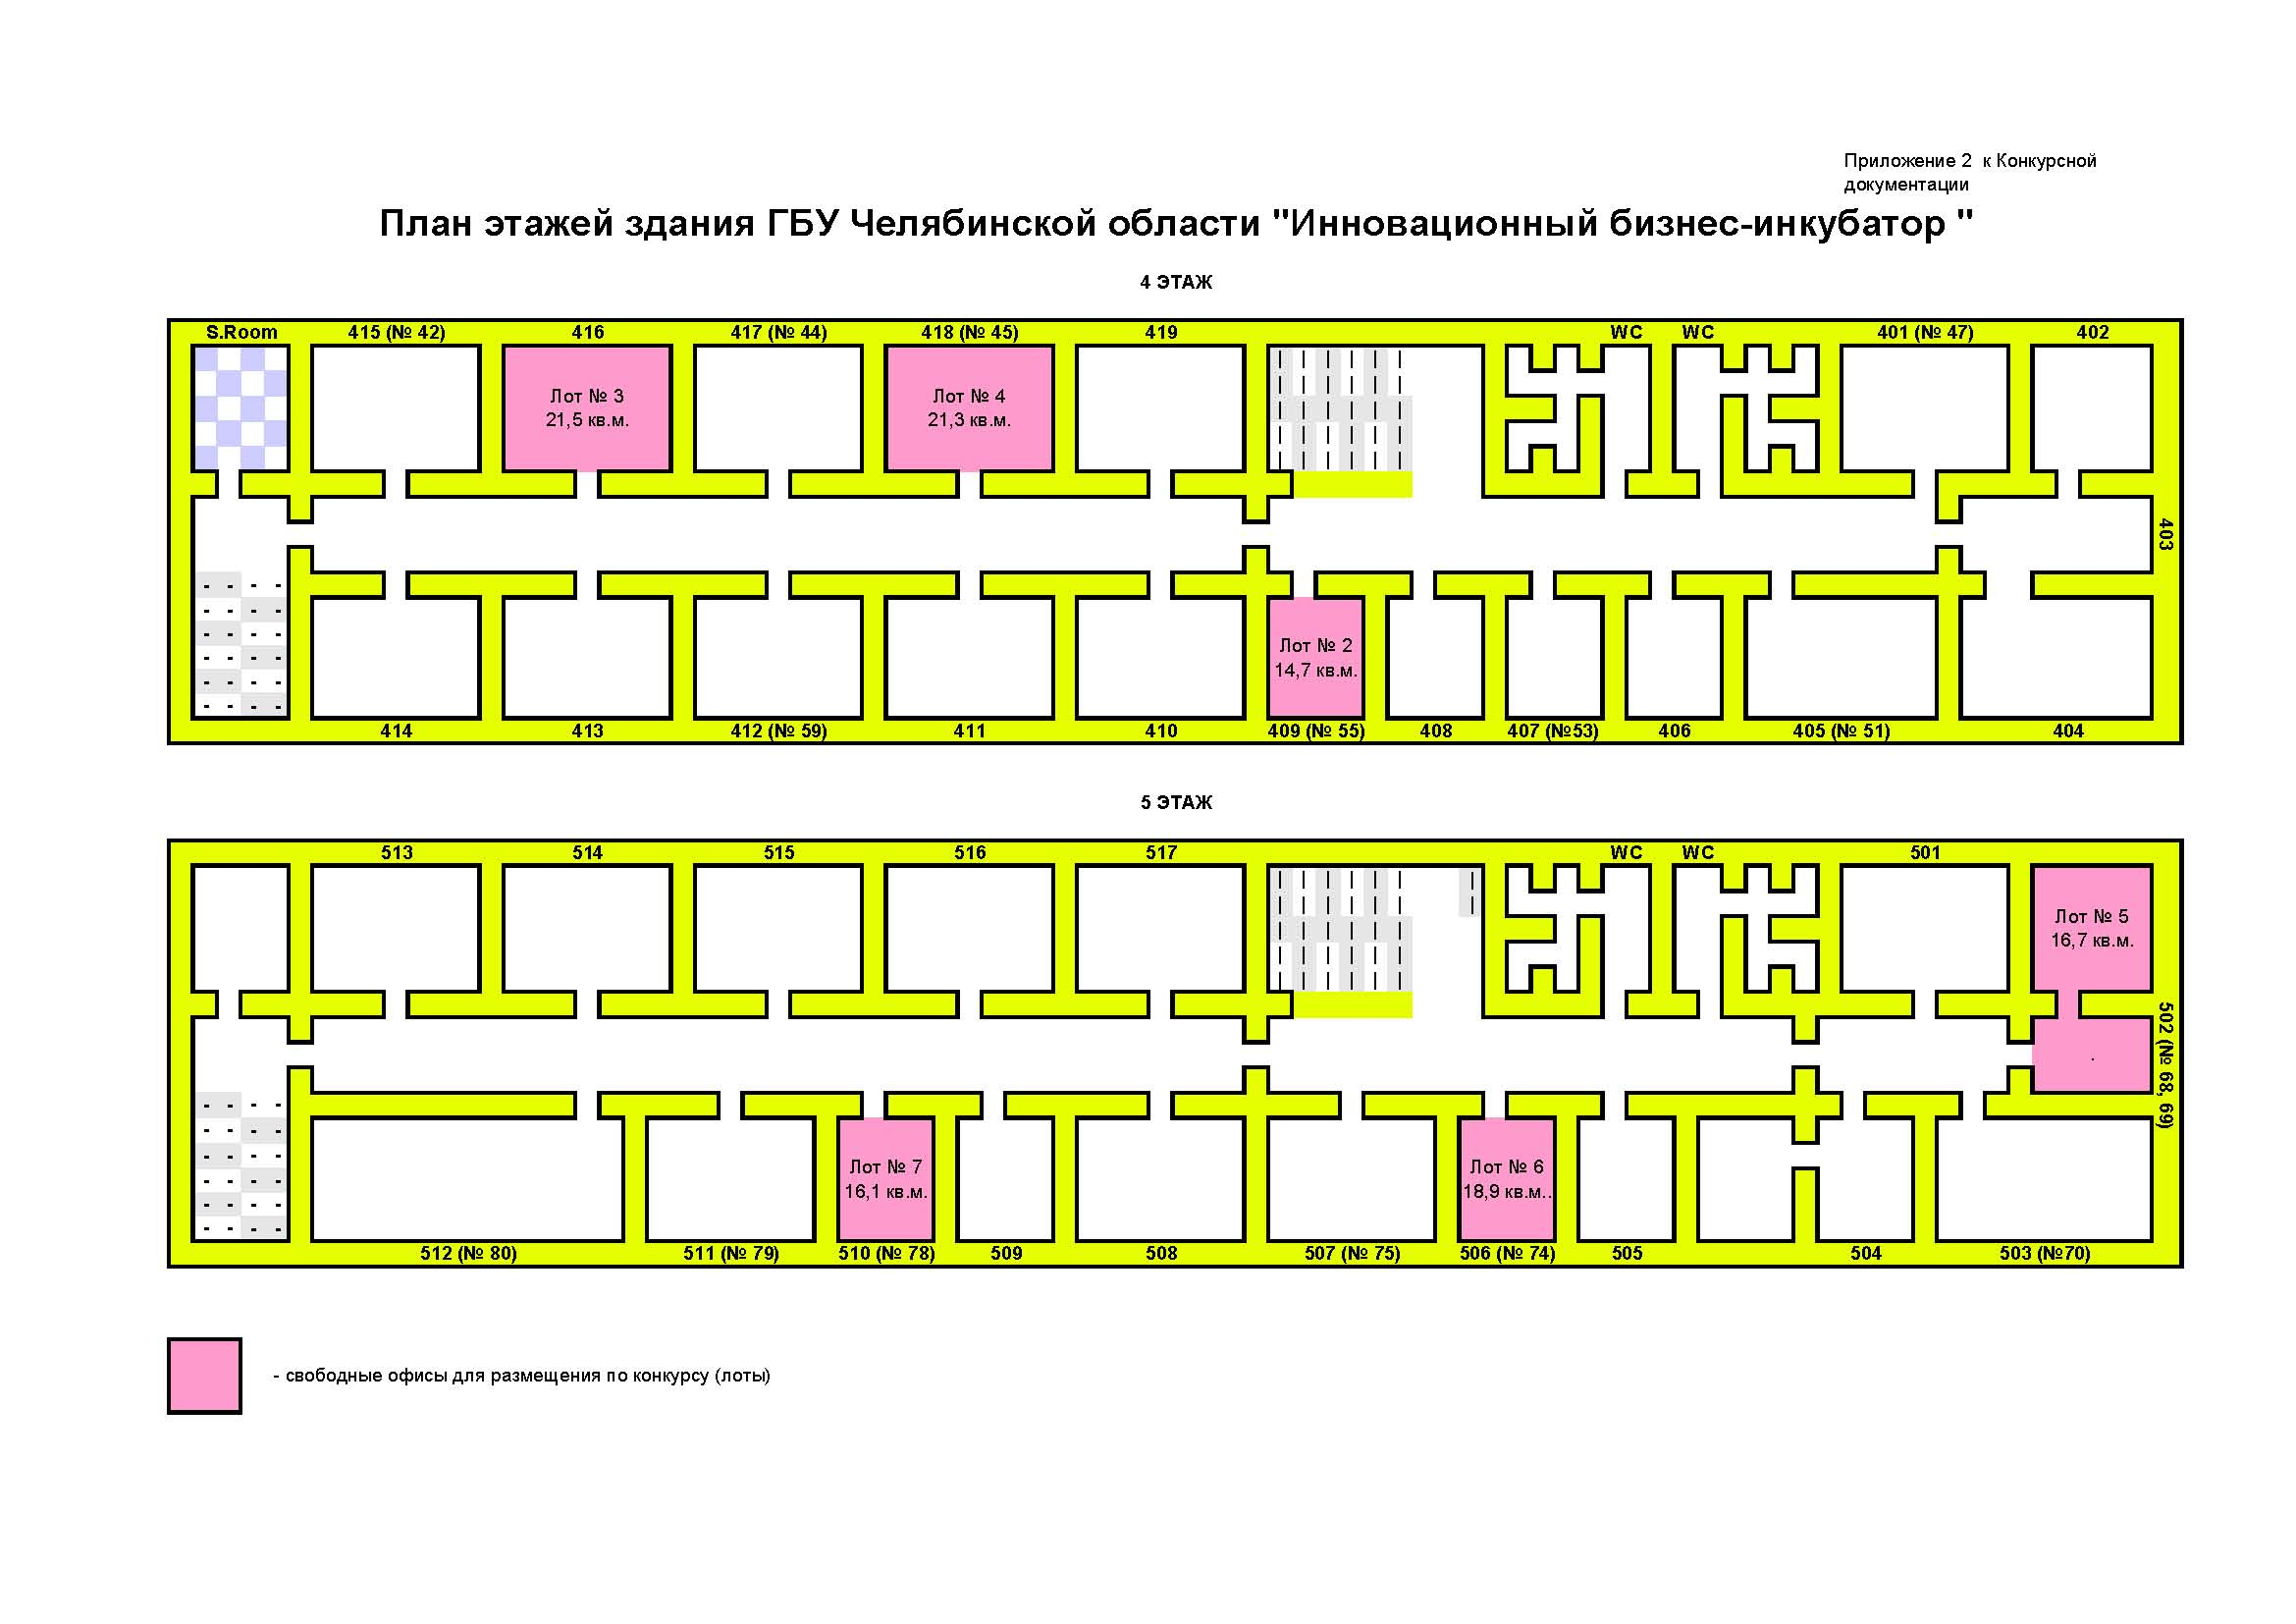 Приложение 2 к Конкурсной
документации
План этажей здания ГБУ Челябинской области "Инновационный бизнес-инкубатор "
4 ЭТАЖ
S.Room 415 (№ 42) 416 417 (№ 44) 418 (№ 45) 419 WC WC 401 (№ 47) 402
Лот № 3
21,5 кв.м.
Лот № 4
21,3 кв.м.
403
Лот № 2
14,7 кв.м.
414 413 412 (№ 59) 411 410 409 (№ 55) 408 407 (№53) 406 405 (№ 51) 404
5 ЭТАЖ
513 514 515 516 517 WC WC 501
Лот № 5
16,7 кв.м.
502 (№ 68, 69)
Лот № 7
16,1 кв.м.
Лот № 6
18,9 кв.м..
512 (№ 80) 511 (№ 79) 510 (№ 78) 509 508 507 (№ 75) 506 (№ 74) 505 504 503 (№70)
- свободные офисы для размещения по конкурсу (лоты)